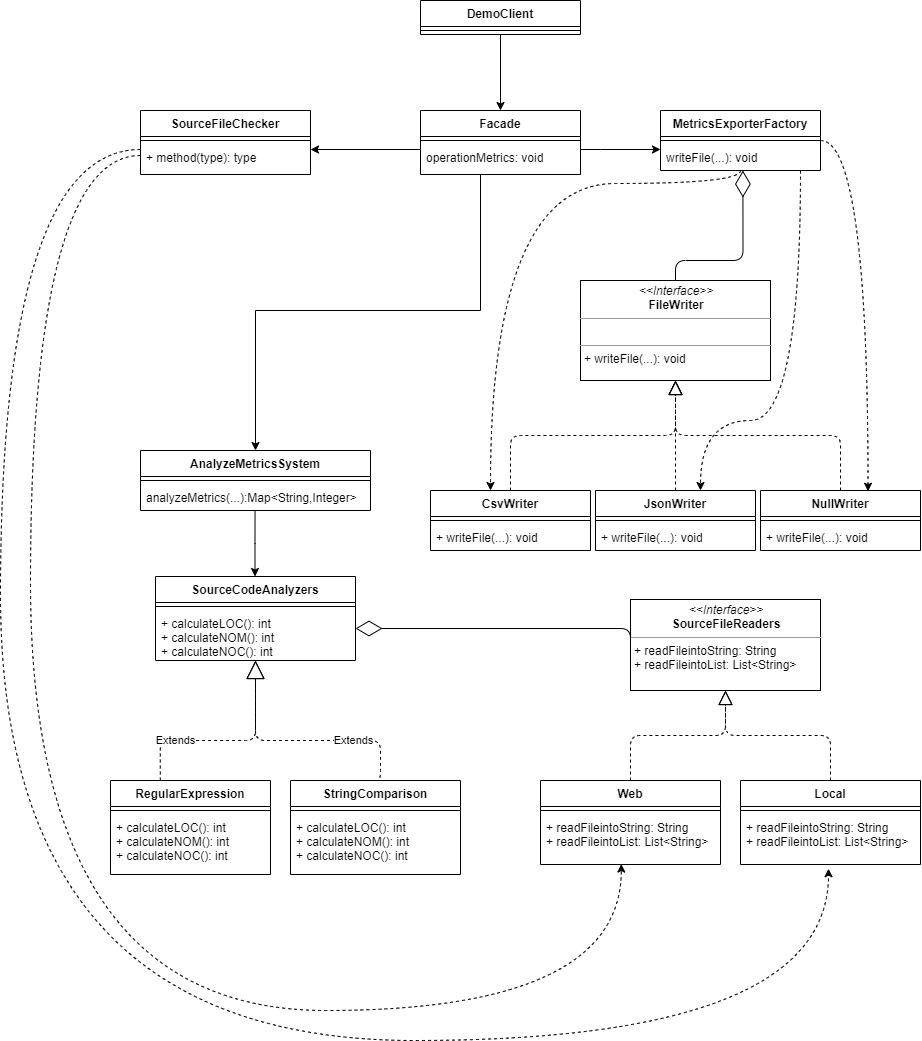 DemoClient
SourceFileChecker
+ method(type): type
Facade
operationMetrics: void
MetricsExporterFactory
writeFile(...): void
<<Interface>>
FileWriter
+ writeFile(...): void
AnalyzeMetricsSystem
analyzeMetrics(...):Map<String,Integer>
CsvWriter
+ writeFile(...): void
JsonWriter
+ writeFile(...): void
NullWriter
+ writeFile(...): void
SourceCodeAnalyzers
+ calculateLOC(): int
+ calculateNOM(): int
+ calculateNOC(): int
<<Interface>>
SourceFileReaders
+ readFileintoString: String
+ readFileintoList: List<String>
Extends
Extends
RegularExpression
+ calculateLOC(): int
+ calculateNOM(): int
+ calculateNOC(): int
StringComparison
+ calculateLOC(): int
+ calculateNOM(): int
+ calculateNOC(): int
Web
+ readFileintoString: String
+ readFileintoList: List<String>
Local
+ readFileintoString: String
+ readFileintoList: List<String>